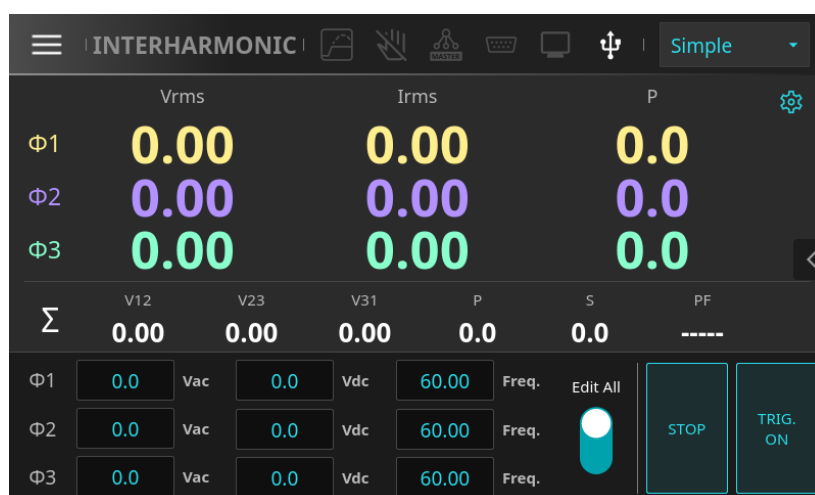 INTERHARMONIC MASTER Simple
Vrms Irms P
Φ1 0.00 0.00 0.0
Φ2 0.00 0.00 0.0
Φ3 0.00 0.00 0.0
V12 V23 V31 P S PF
Σ 0.00 0.00 0.00 0.0 0.0 -----
Φ1 0.0 Vac 0.0 Vdc 60.00 Freq. Edit All
Φ2 0.0 Vac 0.0 Vdc 60.00 Freq. STOP TRIG. ON
Φ3 0.0 Vac 0.0 Vdc 60.00 Freq.